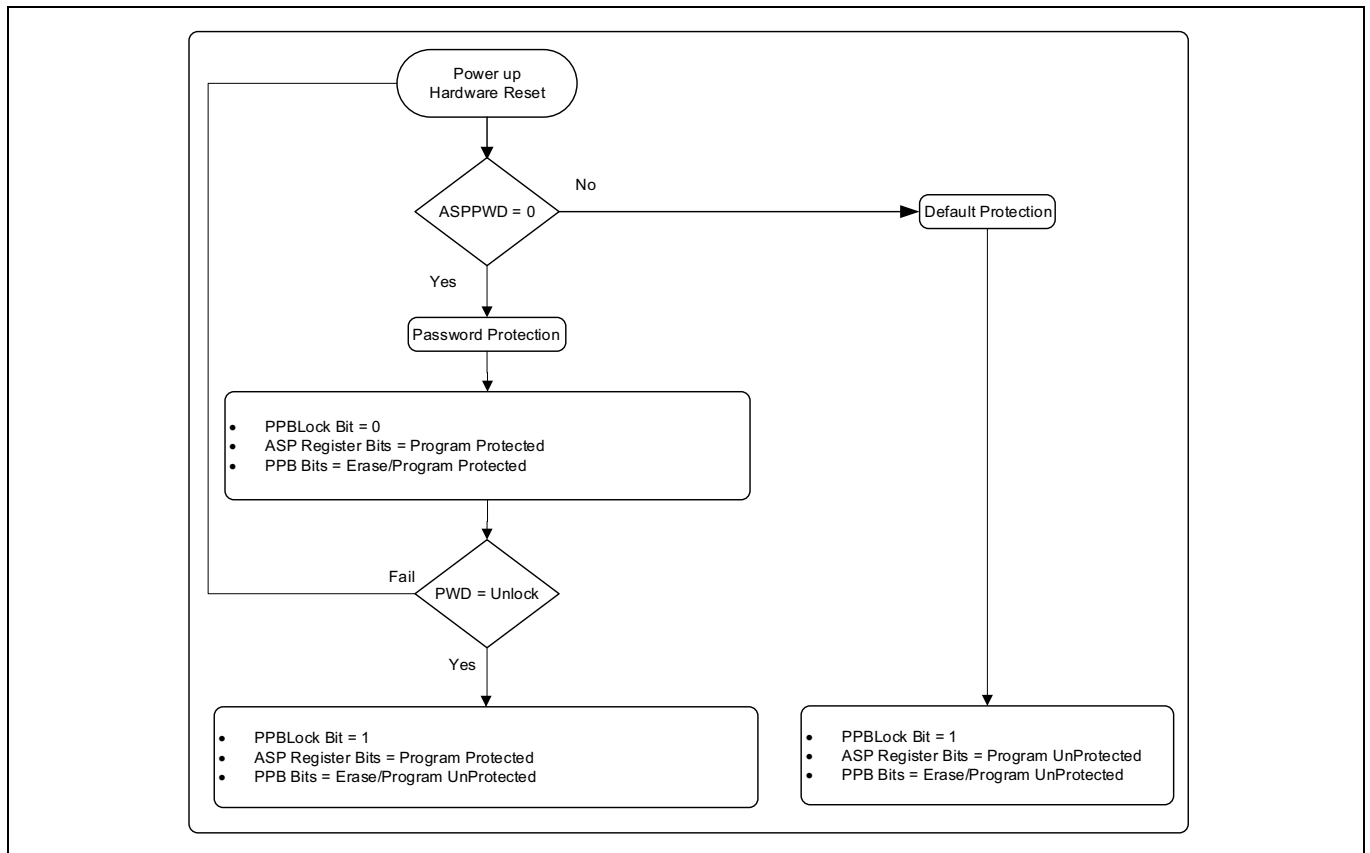 Power up
Hardware Reset
No
ASPPWD = 0
Default Protection
Yes
Password Protection
• PPBLock Bit = 0
• ASP Register Bits = Program Protected
• PPB Bits = Erase/Program Protected
Fail
PWD = Unlock
Yes
• PPBLock Bit = 1
• ASP Register Bits = Program Protected
• PPB Bits = Erase/Program UnProtected
• PPBLock Bit = 1
• ASP Register Bits = Program UnProtected
• PPB Bits = Erase/Program UnProtected